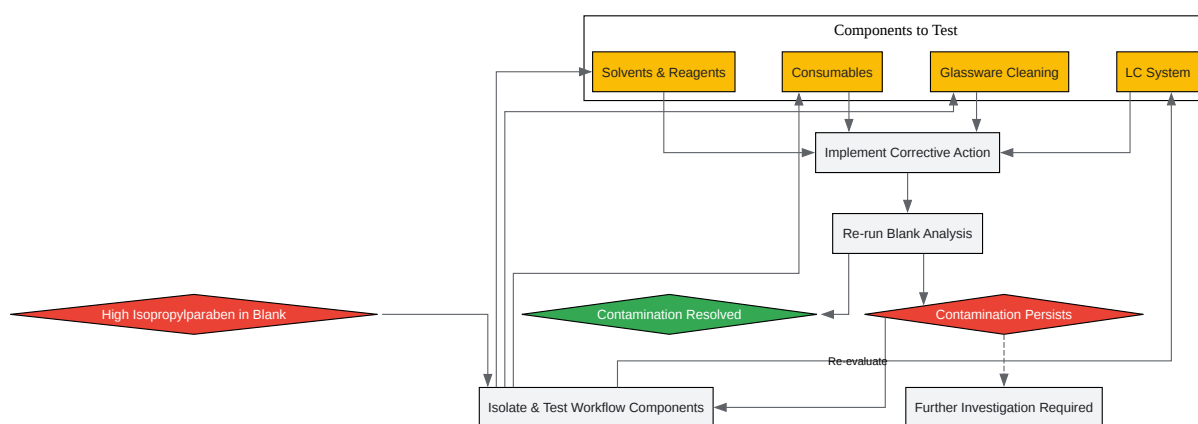 Components to Test
Solvents & Reagents
Consumables
Glassware Cleaning
LC System
Implement Corrective Action
Re-run Blank Analysis
High Isopropylparaben in Blank
Contamination Resolved
Contamination Persists
Re-evaluate
Isolate & Test Workflow Components
Further Investigation Required